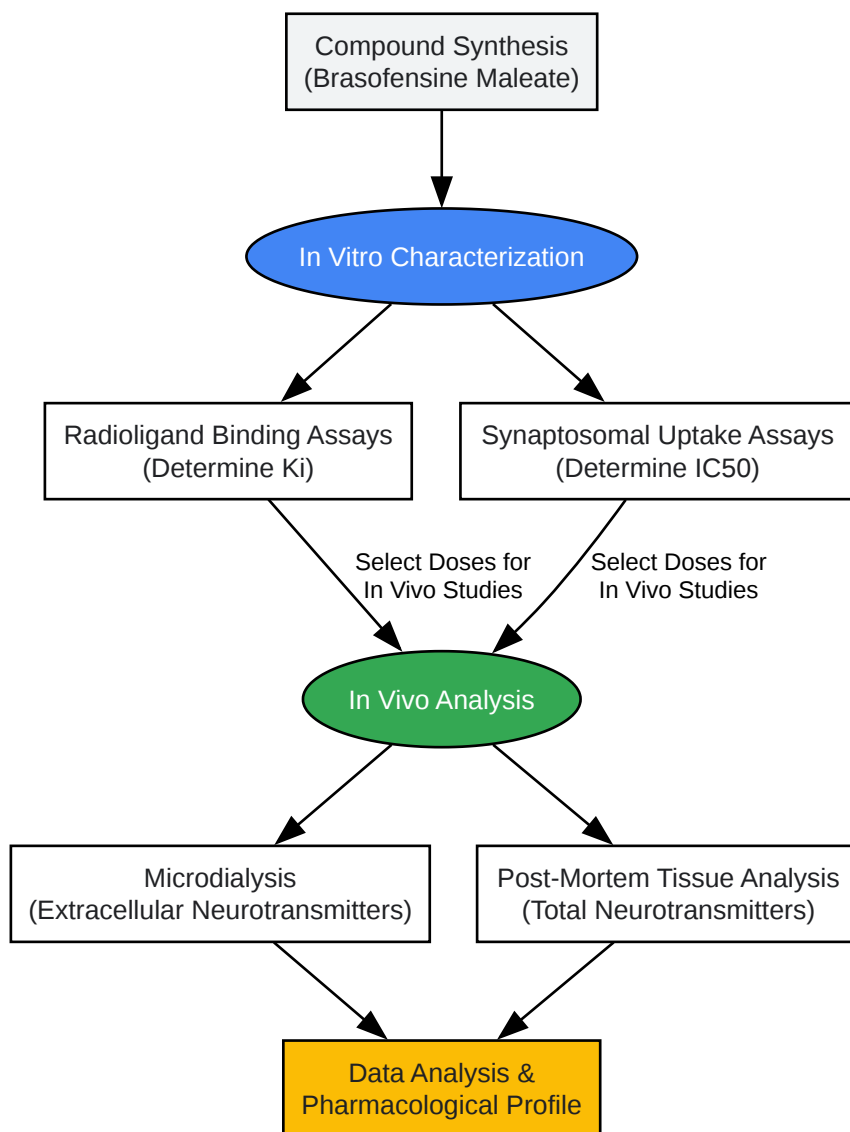 Compound Synthesis
(Brasofensine Maleate)
In Vitro Characterization
Radioligand Binding Assays
(Determine Ki)
Synaptosomal Uptake Assays
(Determine IC50)
Select Doses for
In Vivo Studies
Select Doses for
In Vivo Studies
In Vivo Analysis
Microdialysis
(Extracellular Neurotransmitters)
Post-Mortem Tissue Analysis
(Total Neurotransmitters)
Data Analysis &
Pharmacological Profile